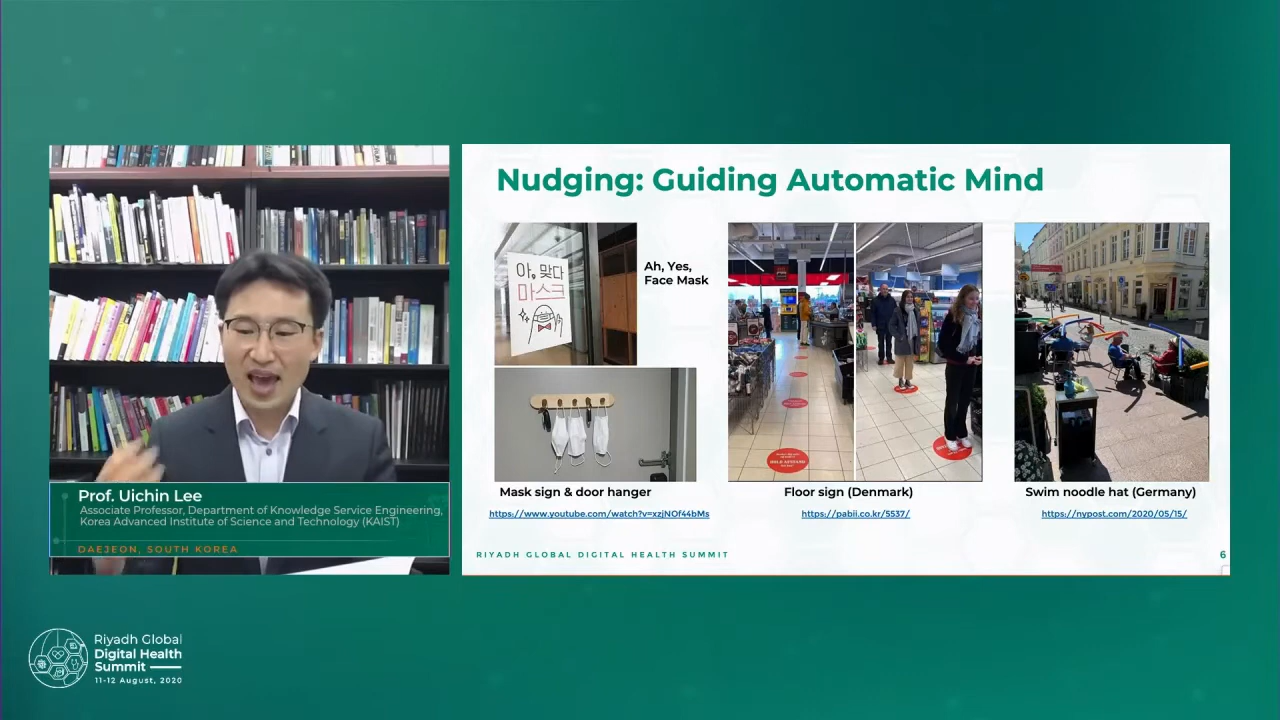 Nudging: Guiding Automatic Mind
아, 맞다
마스크
Ah, Yes,
Face Mask
Mask sign & door hanger
https://www.youtube.com/watch?v=xzjNOf44bMs
Floor sign (Denmark)
https://pabii.co.kr/5537/
Swim noodle hat (Germany)
https://nypost.com/2020/05/15/
RIYADH GLOBAL DIGITAL HEALTH SUMMIT
6
Prof. Uichin Lee
Associate Professor, Department of Knowledge Service Engineering,
Korea Advanced Institute of Science and Technology (KAIST)
DAEJEON, SOUTH KOREA
Riyadh Global
Digital Health
Summit
11-12 August, 2020